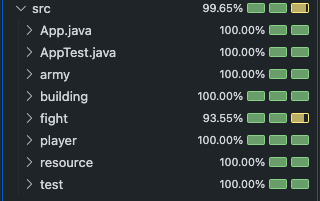 src 99.65%
App.java 100.00%
AppTest.java 100.00%
army 100.00%
building 100.00%
fight 93.55%
player 100.00%
resource 100.00%
test 100.00%